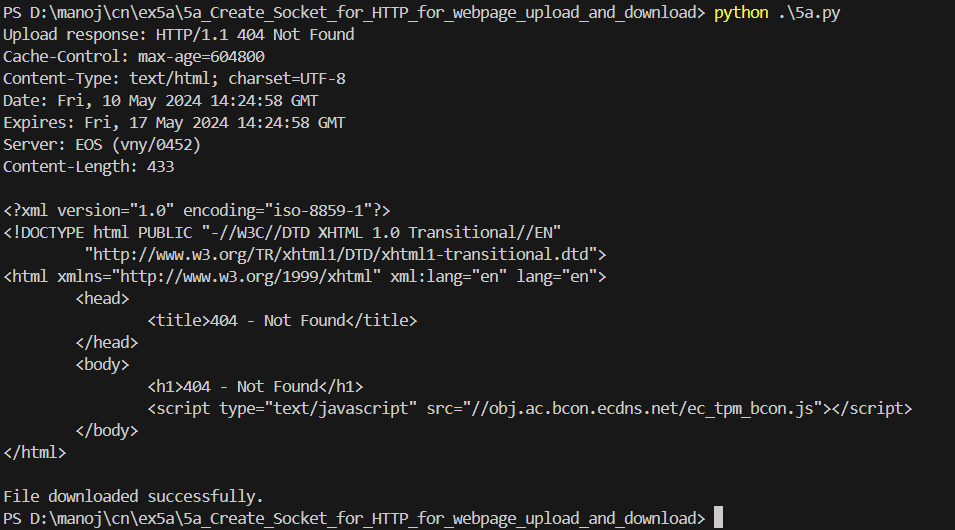 PS D:\manoj\cn\ex5a\5a_Create_Socket_for_HTTP_for_webpage_upload_and_download> python .\5a.py
Upload response: HTTP/1.1 404 Not Found
Cache-Control: max-age=604800
Content-Type: text/html; charset=UTF-8
Date: Fri, 10 May 2024 14:24:58 GMT
Expires: Fri, 17 May 2024 14:24:58 GMT
Server: EOS (vny/0452)
Content-Length: 433

<?xml version="1.0" encoding="iso-8859-1"?>
<!DOCTYPE html PUBLIC "-//W3C//DTD XHTML 1.0 Transitional//EN"
         "http://www.w3.org/TR/xhtml1/DTD/xhtml1-transitional.dtd">
<html xmlns="http://www.w3.org/1999/xhtml" xml:lang="en" lang="en">
        <head>
                <title>404 - Not Found</title>
        </head>
        <body>
                <h1>404 - Not Found</h1>
                <script type="text/javascript" src="//obj.ac.bcon.ecdns.net/ec_tpm_bcon.js"></script>
        </body>
</html>

File downloaded successfully.
PS D:\manoj\cn\ex5a\5a_Create_Socket_for_HTTP_for_webpage_upload_and_download>